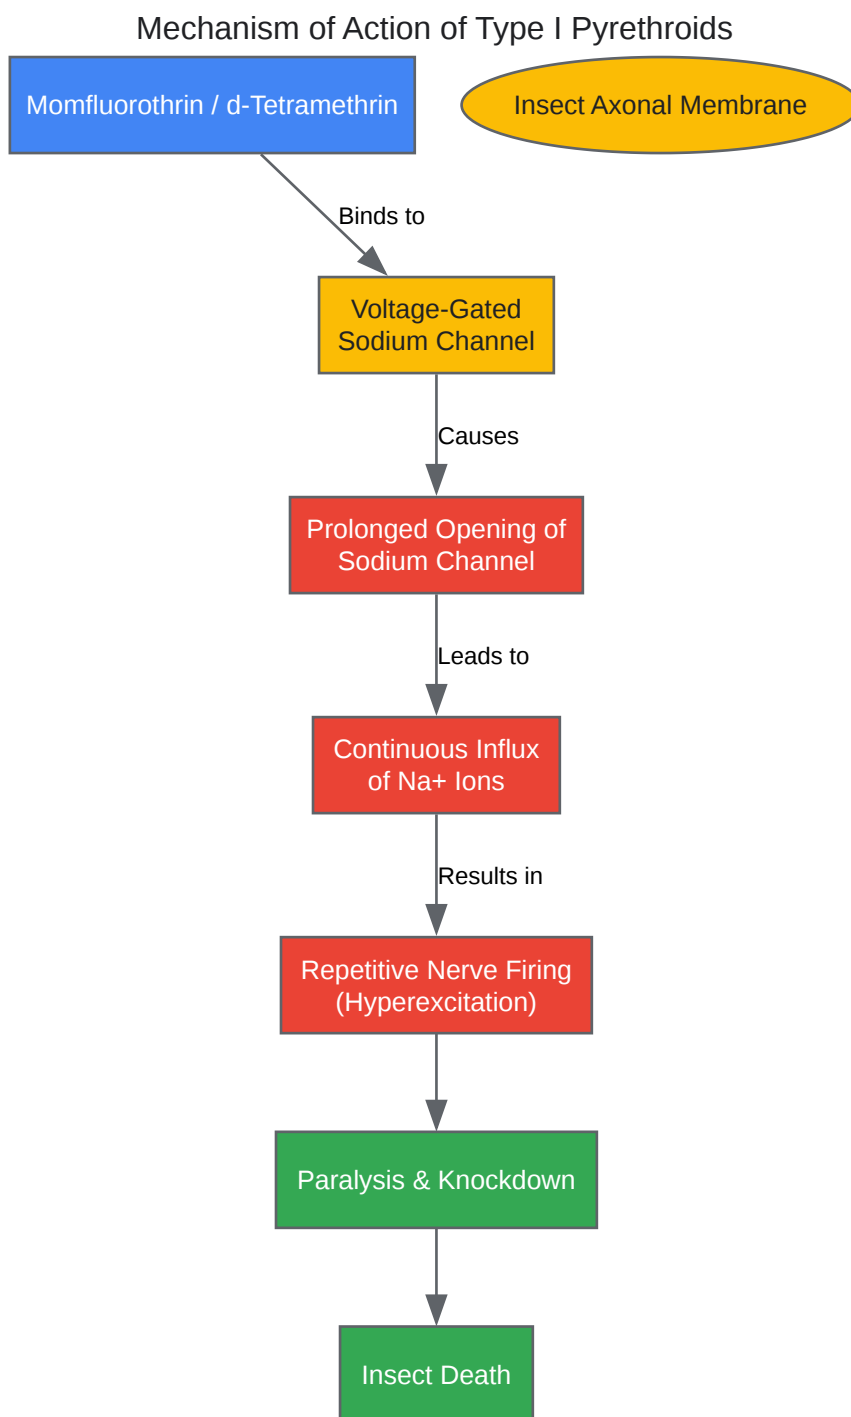 Mechanism of Action of Type I Pyrethroids
Momfluorothrin / d-Tetramethrin
Insect Axonal Membrane
Binds to
Voltage-Gated
Sodium Channel
Causes
Prolonged Opening of
Sodium Channel
Leads to
Continuous Influx
of Na+ Ions
Results in
Repetitive Nerve Firing
(Hyperexcitation)
Paralysis & Knockdown
Insect Death